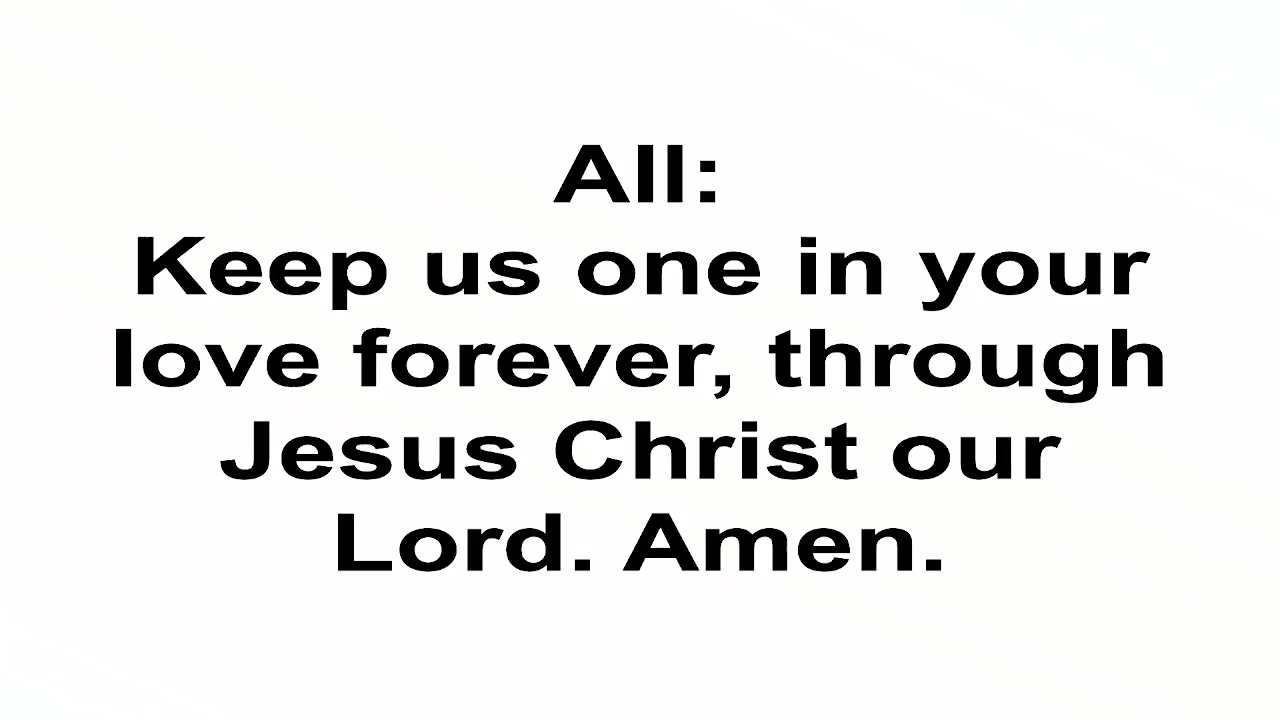 All:
Keep us one in your
love forever, through
Jesus Christ our
Lord. Amen.